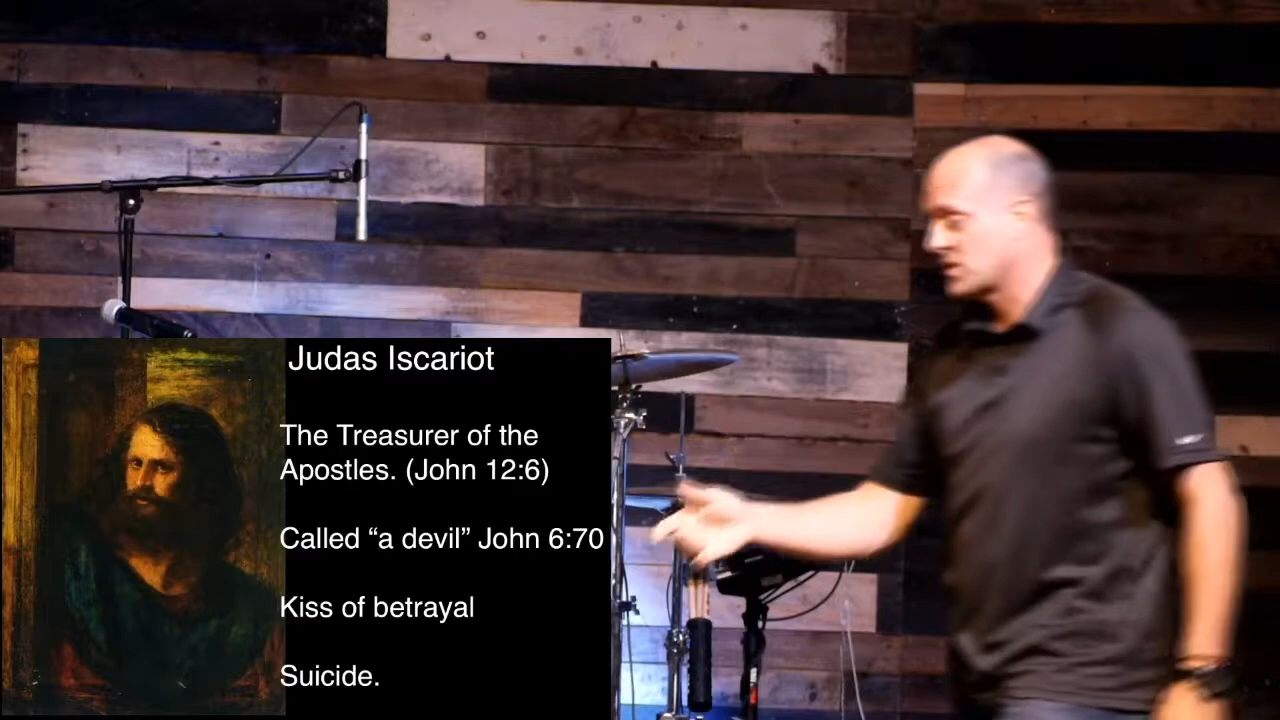 Judas Iscariot
The Treasurer of the
Apostles. (John 12:6)
Called “a devil” John 6:70
Kiss of betrayal
Suicide.